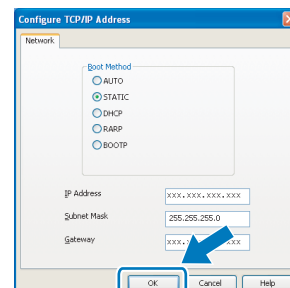 Configure TCP/IP Address
Network
Boot Method
AUTO
STATIC
DHCP
RARP
BOOTP
IP Address xxx.xxx.xxx.xxx
Subnet Mask 255.255.255.0
Gateway xxx.
OK Cancel Help